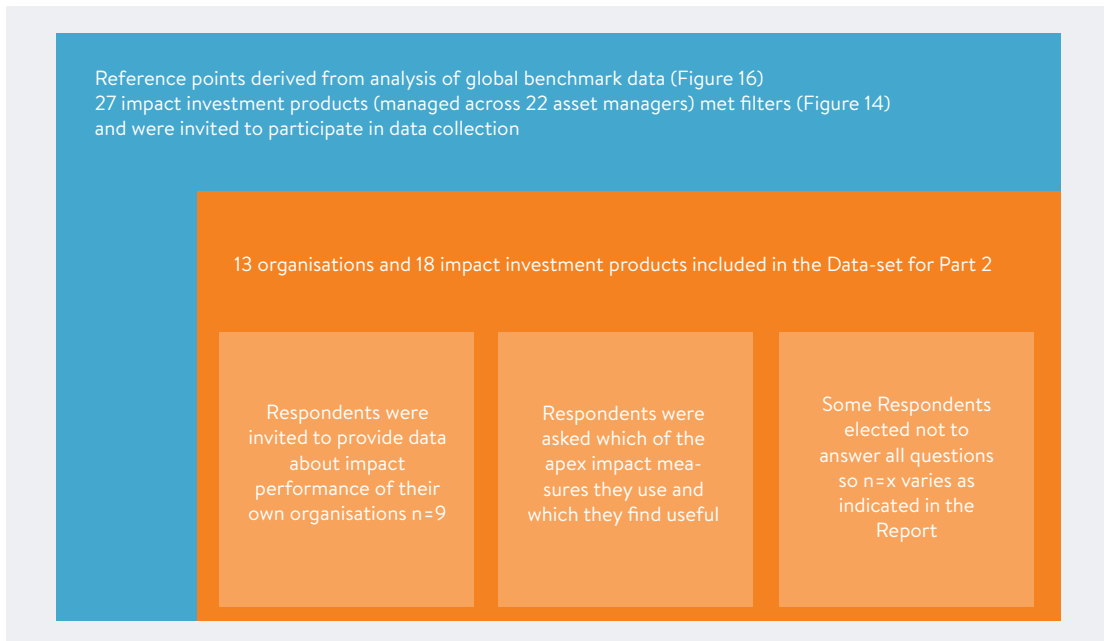 Reference points derived from analysis of global benchmark data (Figure 16)
27 impact investment products (managed across 22 asset managers) met filters (Figure 14)
and were invited to participate in data collection
13 organisations and 18 impact investment products included in the Data-set for Part 2
Respondents were
invited to provide data
about impact
performance of their
own organisations n=9
Respondents were
asked which of the
apex impact mea-
sures they use and
which they find useful
Some Respondents
elected not to
answer all questions
so n=x varies as
indicated in the
Report